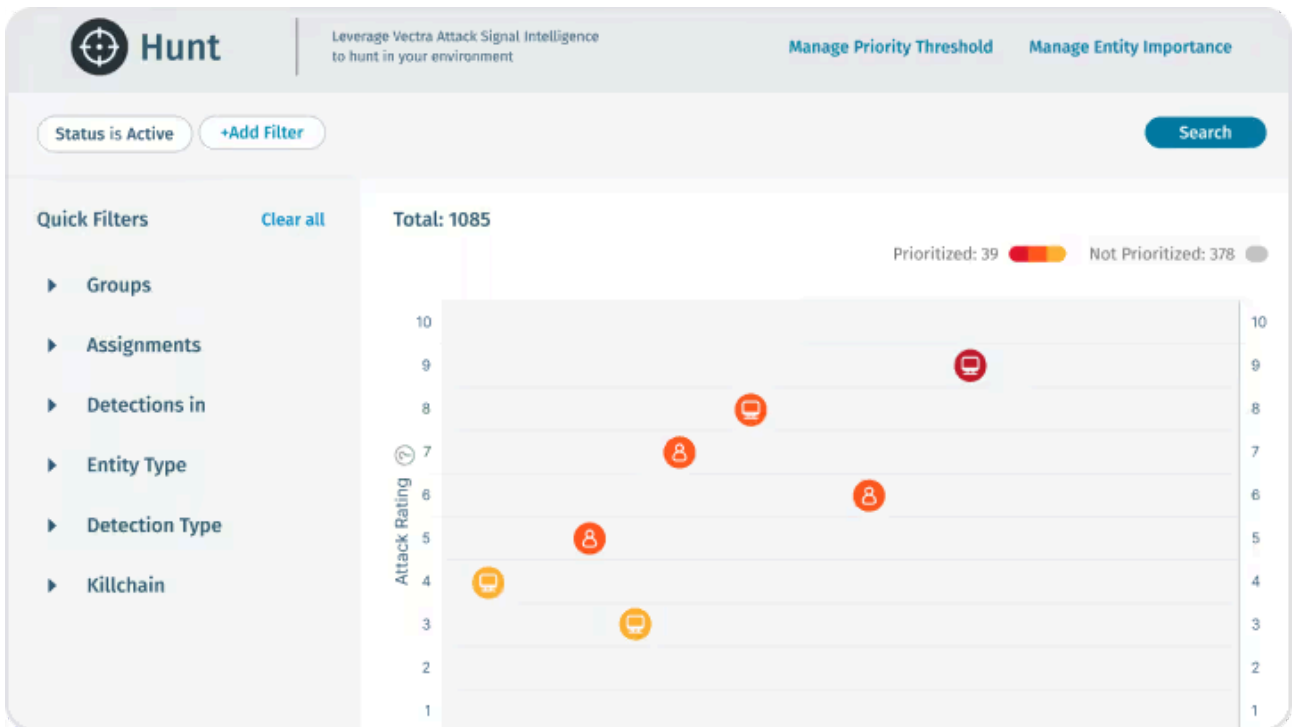 Hunt
Leverage Vectra Attack Signal Intelligence
to hunt in your environment
Manage Priority Threshold
Manage Entity Importance
Status is Active
+Add Filter
Search
Quick Filters
Clear all
Groups
Assignments
Detections in
Entity Type
Detection Type
Killchain
Total: 1085
Prioritized: 39
Not Prioritized: 378
Attack Rating ?
10
9
8
7
6
5
4
3
2
1
10
9
8
7
6
5
4
3
2
1